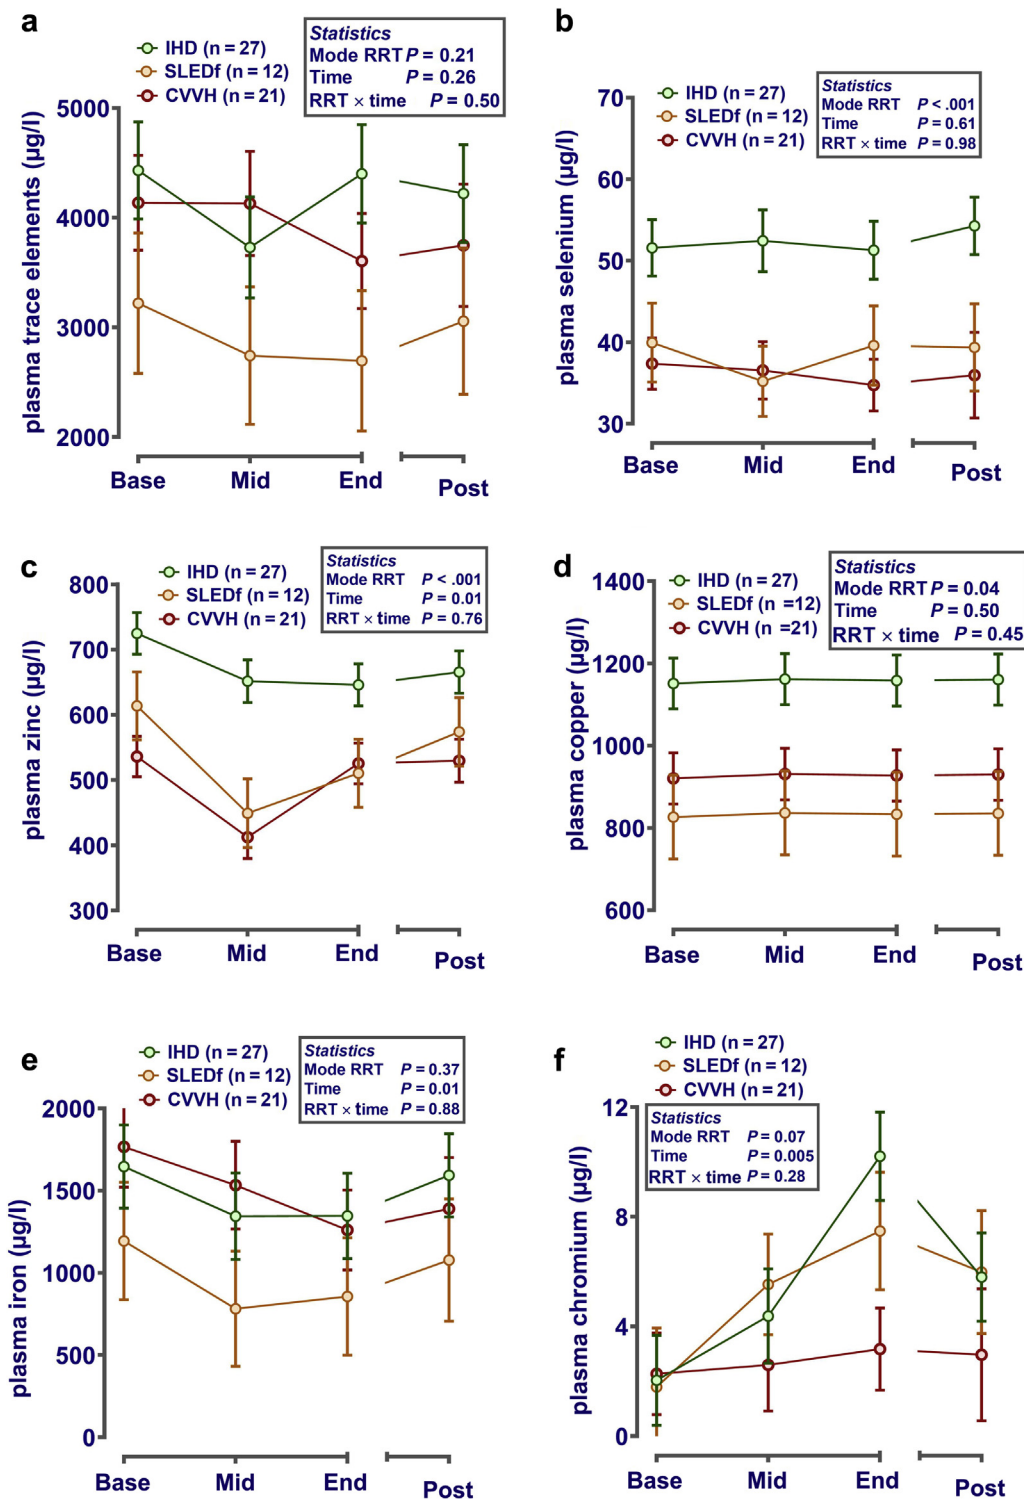 a
IHD (n = 27)
SLEDf (n = 12)
CVVH (n = 21)
Statistics
Mode RRT P = 0.21
Time P = 0.26
RRT × time P = 0.50
plasma trace elements (µg/l)
5000
4000
3000
2000
Base Mid End Post
b
IHD (n = 27)
SLEDf (n = 12)
CVVH (n = 21)
Statistics
Mode RRT P < .001
Time P = 0.61
RRT × time P = 0.98
plasma selenium (µg/l)
70
60
50
40
30
Base Mid End Post
c
IHD (n = 27)
SLEDf (n = 12)
CVVH (n = 21)
Statistics
Mode RRT P < .001
Time P = 0.01
RRT × time P = 0.76
plasma zinc (µg/l)
800
700
600
500
400
300
Base Mid End Post
d
IHD (n = 27)
SLEDf (n =12)
CVVH (n =21)
Statistics
Mode RRT P = 0.04
Time P = 0.50
RRT × time P = 0.45
plasma copper (µg/l)
1400
1200
1000
800
600
Base Mid End Post
e
IHD (n = 27)
SLEDf (n = 12)
CVVH (n = 21)
Statistics
Mode RRT P = 0.37
Time P = 0.01
RRT × time P = 0.88
plasma iron (µg/l)
2000
1500
1000
500
0
Base Mid End Post
f
IHD (n = 27)
SLEDf (n = 12)
CVVH (n = 21)
Statistics
Mode RRT P = 0.07
Time P = 0.005
RRT × time P = 0.28
plasma chromium (µg/l)
12
8
4
0
Base Mid End Post